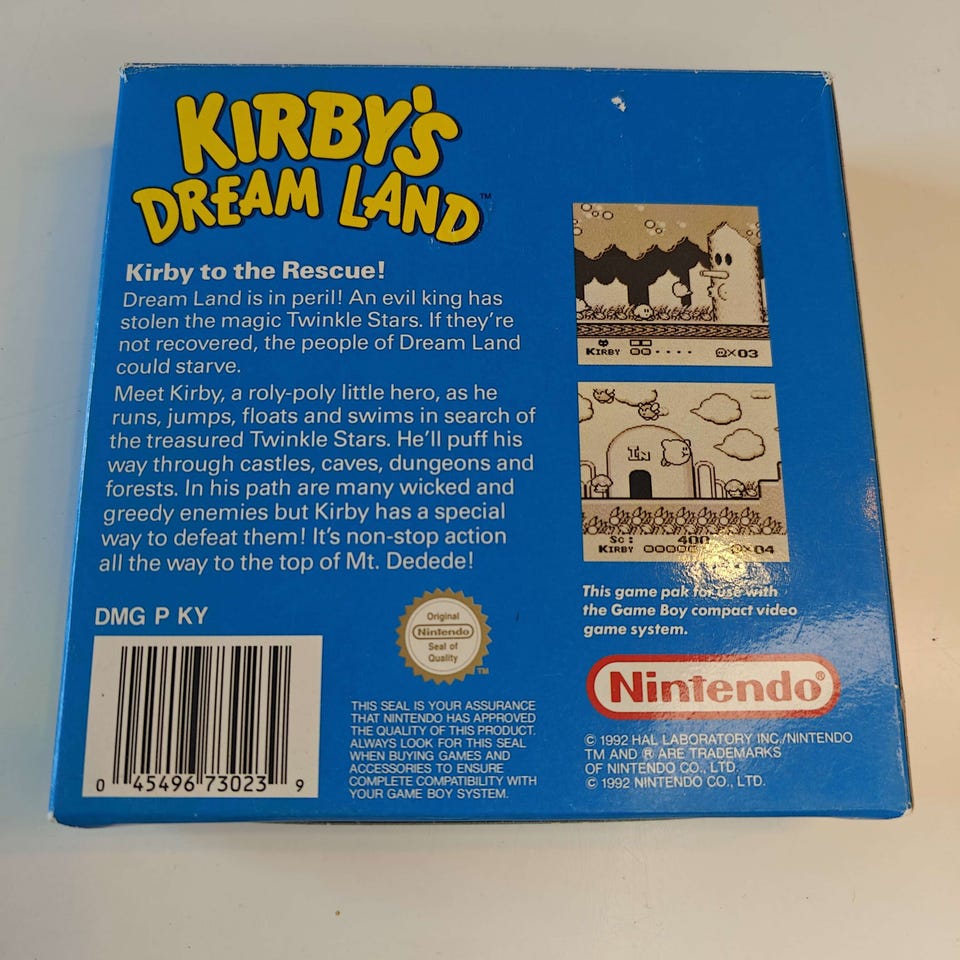 KIRBY'S
DREAM LAND™
Kirby to the Rescue!
Dream Land is in peril! An evil king has
stolen the magic Twinkle Stars. If they're
not recovered, the people of Dream Land
could starve.
Meet Kirby, a roly-poly little hero, as he
runs, jumps, floats and swims in search of
the treasured Twinkle Stars. He'll puff his
way through castles, caves, dungeons and
forests. In his path are many wicked and
greedy enemies but Kirby has a special
way to defeat them! It's non-stop action
all the way to the top of Mt. Dedede!
DMG P KY
0 45496 73023 9
Original
Nintendo
Seal of
Quality
TM
THIS SEAL IS YOUR ASSURANCE
THAT NINTENDO HAS APPROVED
THE QUALITY OF THIS PRODUCT.
ALWAYS LOOK FOR THIS SEAL
WHEN BUYING GAMES AND
ACCESSORIES TO ENSURE
COMPLETE COMPATIBILITY WITH
YOUR GAME BOY SYSTEM.
KIRBY ×03
IN
SC: 400
KIRBY ×04
This game pak for use with
the Game Boy compact video
game system.
Nintendo®
© 1992 HAL LABORATORY INC./NINTENDO
TM AND ® ARE TRADEMARKS
OF NINTENDO CO., LTD.
© 1992 NINTENDO CO., LTD.